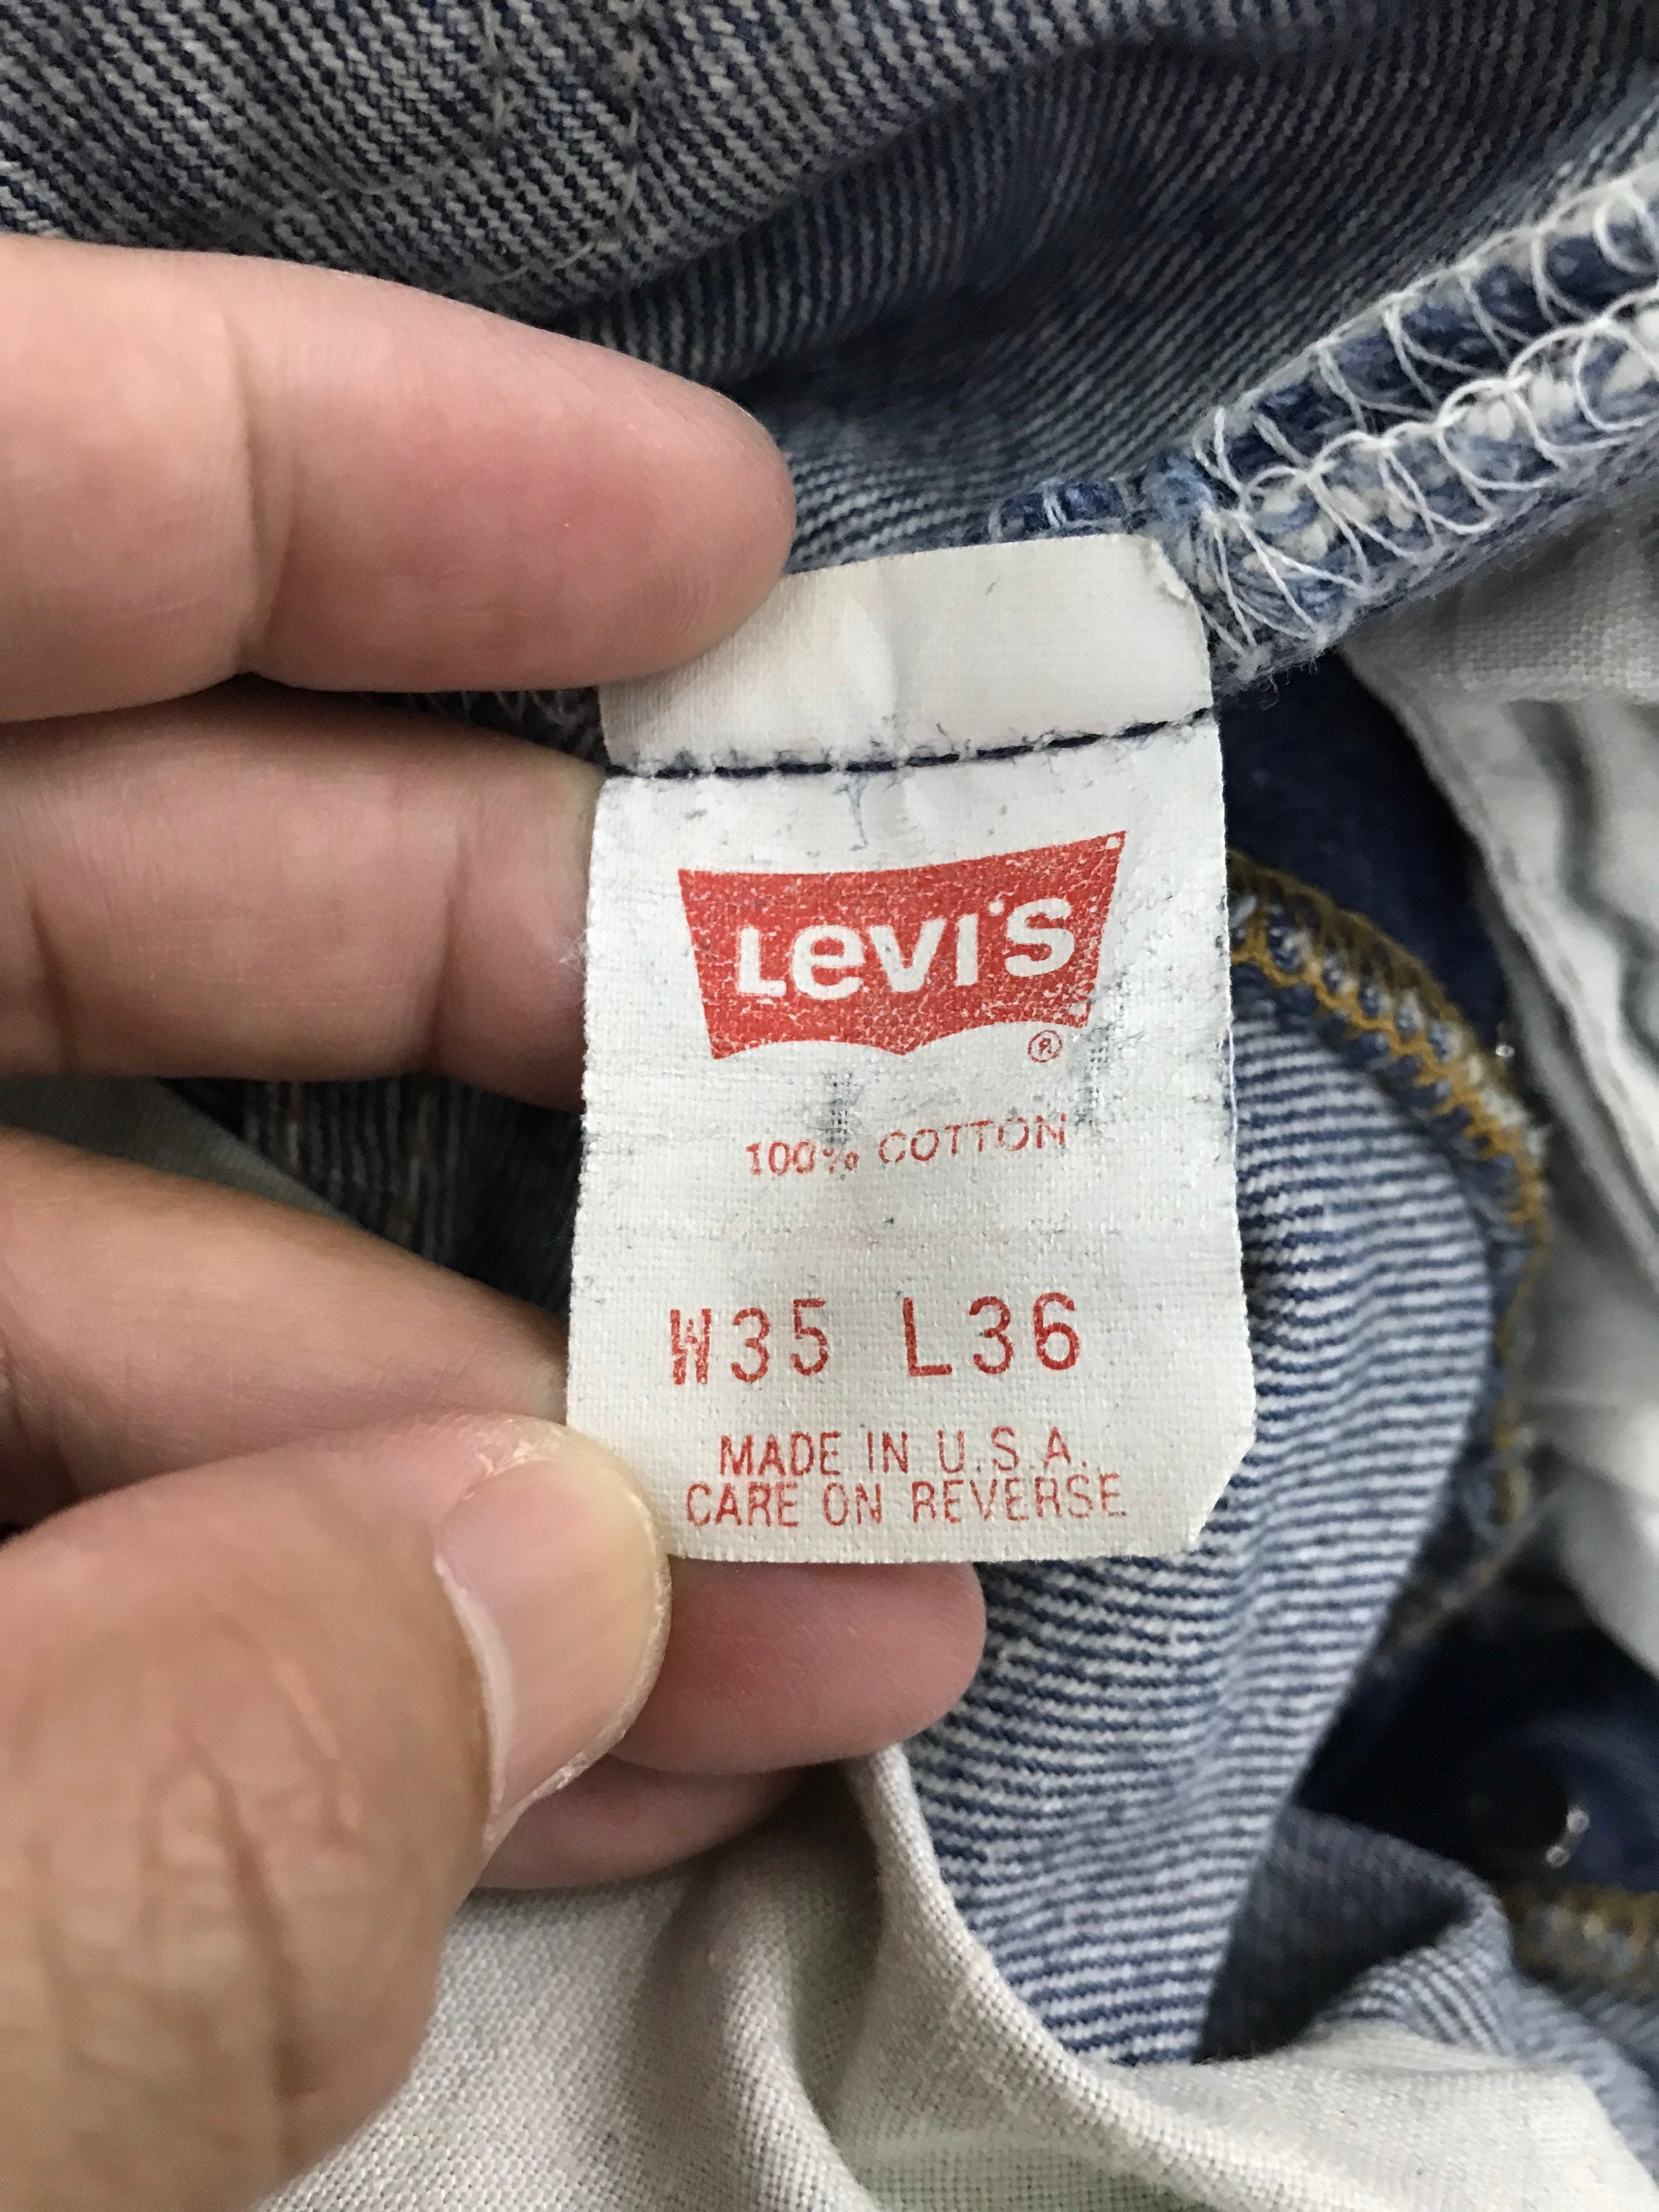 LEVI'S
®
100% COTTON
W35 L36
MADE IN U.S.A.
CARE ON REVERSE